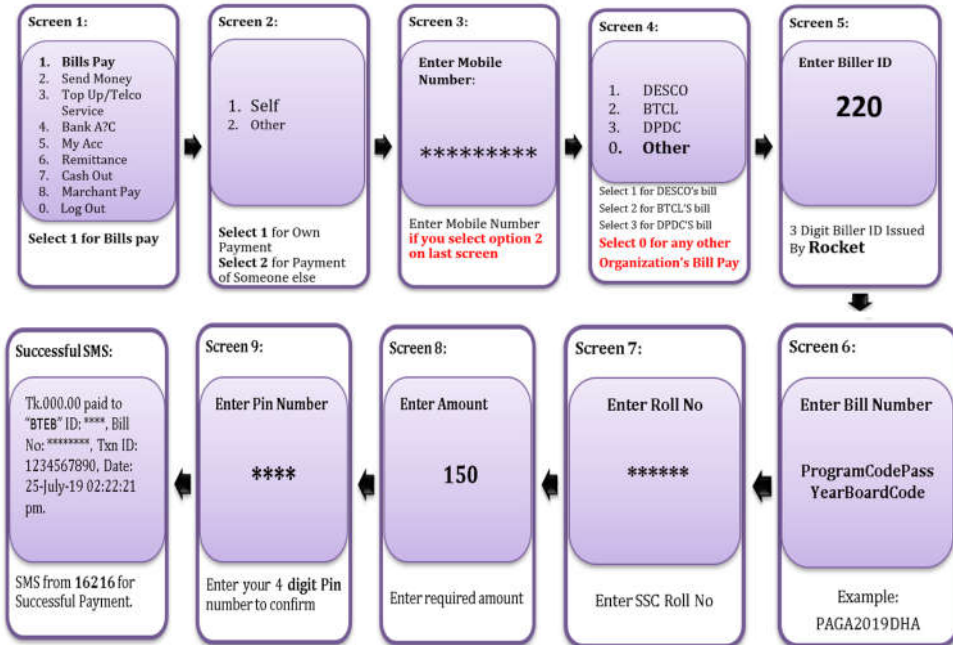 Screen 1:
1. Bills Pay
2. Send Money
3. Top Up/Telco
Service
4. Bank A?C
5. My Acc
6. Remittance
7. Cash Out
8. Marchant Pay
0. Log Out
Select 1 for Bills pay
Screen 2:
1. Self
2. Other
Select 1 for Own
Payment
Select 2 for Payment
of Someone else
Screen 3:
Enter Mobile
Number:
*********
Enter Mobile Number
if you select option 2
on last screen
Screen 4:
1. DESCO
2. BTCL
3. DPDC
0. Other
Select 1 for DESCO's bill
Select 2 for BTCL'S bill
Select 3 for DPDC'S bill
Select 0 for any other
Organization's Bill Pay
Screen 5:
Enter Biller ID
220
3 Digit Biller ID Issued
By Rocket
Screen 6:
Enter Bill Number
ProgramCodePass
YearBoardCode
Example:
PAGA2019DHA
Screen 7:
Enter Roll No
******
Enter SSC Roll No
Screen 8:
Enter Amount
150
Enter required amount
Screen 9:
Enter Pin Number
****
Enter your 4 digit Pin
number to confirm
Successful SMS:
Tk.000.00 paid to
"BTEB" ID: ****, Bill
No: ********, Txn ID:
1234567890, Date:
25-July-19 02:22:21
pm.
SMS from 16216 for
Successful Payment.